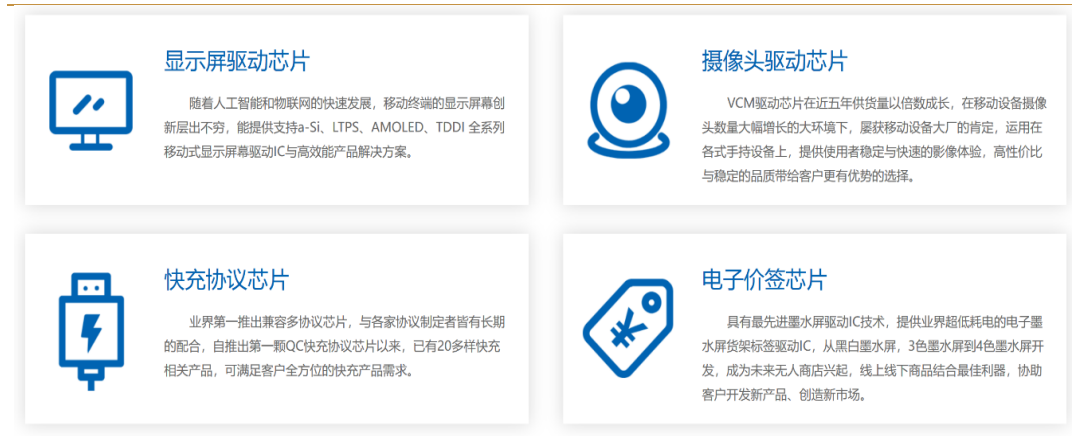 显示屏驱动芯片
随着人工智能和物联网的快速发展，移动终端的显示屏幕创
新层出不穷，能提供支持a-Si、LTPS、AMOLED、TDDI 全系列
移动式显示屏幕驱动IC与高效能产品解决方案。
摄像头驱动芯片
VCM驱动芯片在近五年供货量以倍数成长，在移动设备摄像
头数量大幅增长的大环境下，屡获移动设备大厂的肯定，运用在
各式手持设备上，提供使用者稳定与快速的影像体验，高性价比
与稳定的品质带给客户更有优势的选择。
快充协议芯片
业界第一推出兼容多协议芯片，与各家协议制定者皆有长期
的配合，自推出第一颗QC快充协议芯片以来，已有20多样快充
相关产品，可满足客户全方位的快充产品需求。
电子价签芯片
具有最先进墨水屏驱动IC技术，提供业界超低耗电的电子墨
水屏货架标签驱动IC，从黑白墨水屏，3色墨水屏到4色墨水屏开
发，成为未来无人商店兴起，线上线下商品结合最佳利器，协助
客户开发新产品、创造新市场。